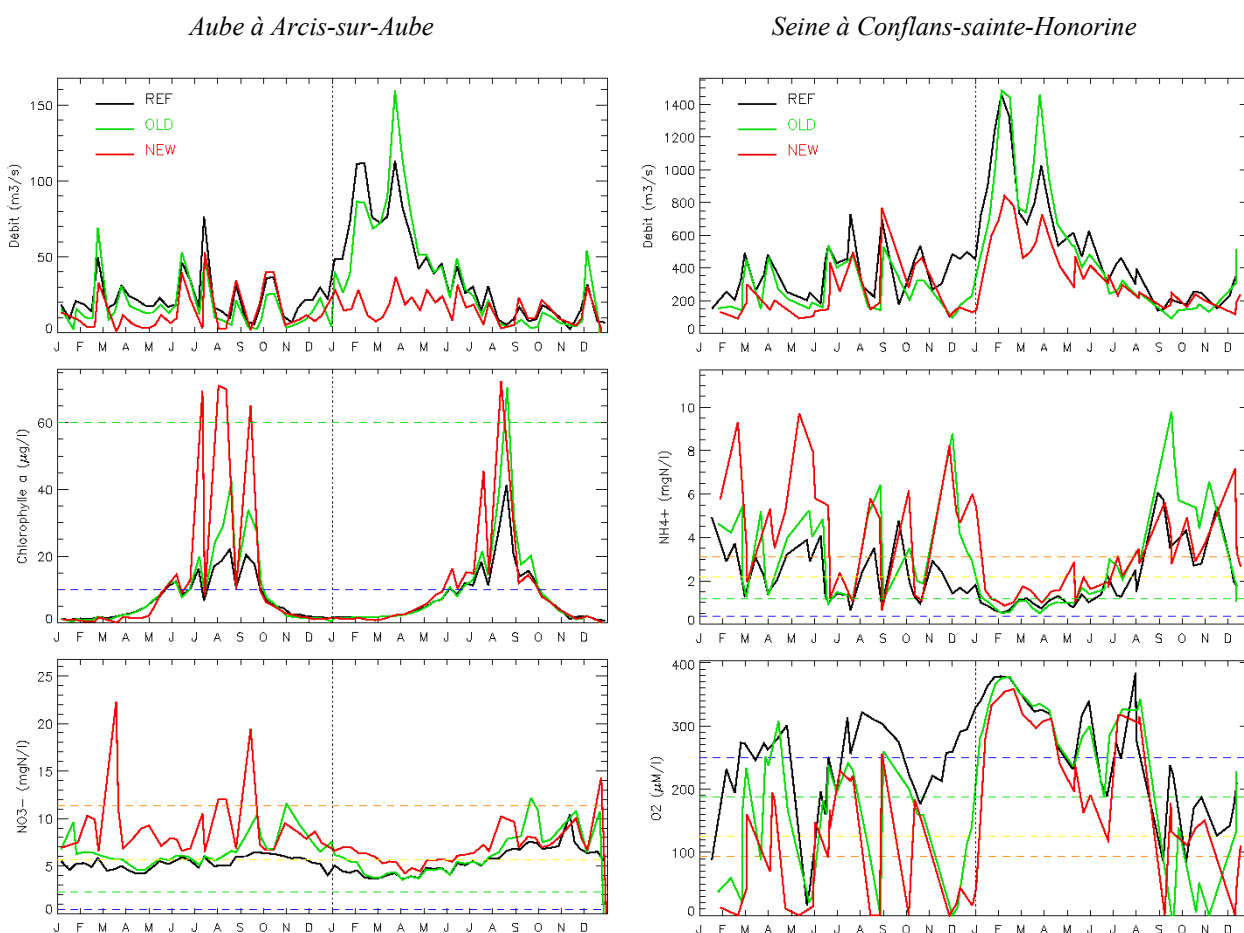 Aube à Arcis-sur-Aube
Seine à Conflans-sainte-Honorine
150
100
50
0
Débit (m3/s)
REF
OLD
NEW
J F M A M J J A S O N D J F M A M J J A S O N D
1400
1200
1000
800
600
400
200
0
Débit (m3/s)
REF
OLD
NEW
J F M A M J J A S O N D J F M A M J J A S O N D
60
40
20
0
Chlorophylle a (µg/l)
J F M A M J J A S O N D J F M A M J J A S O N D
10
8
6
4
2
0
NH4+ (mgN/l)
J F M A M J J A S O N D J F M A M J J A S O N D
25
20
15
10
5
0
NO3− (mgN/l)
J F M A M J J A S O N D J F M A M J J A S O N D
400
300
200
100
0
O2 (µM/l)
J F M A M J J A S O N D J F M A M J J A S O N D